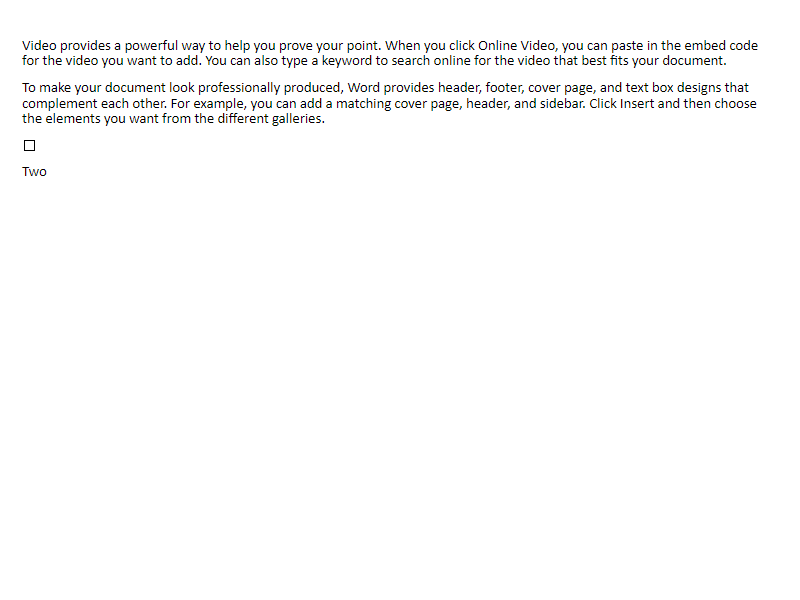 Video provides a powerful way to help you prove your point. When you click Online Video, you can paste in the embed code
for the video you want to add. You can also type a keyword to search online for the video that best fits your document.
To make your document look professionally produced, Word provides header, footer, cover page, and text box designs that
complement each other. For example, you can add a matching cover page, header, and sidebar. Click Insert and then choose
the elements you want from the different galleries.
☐
Two